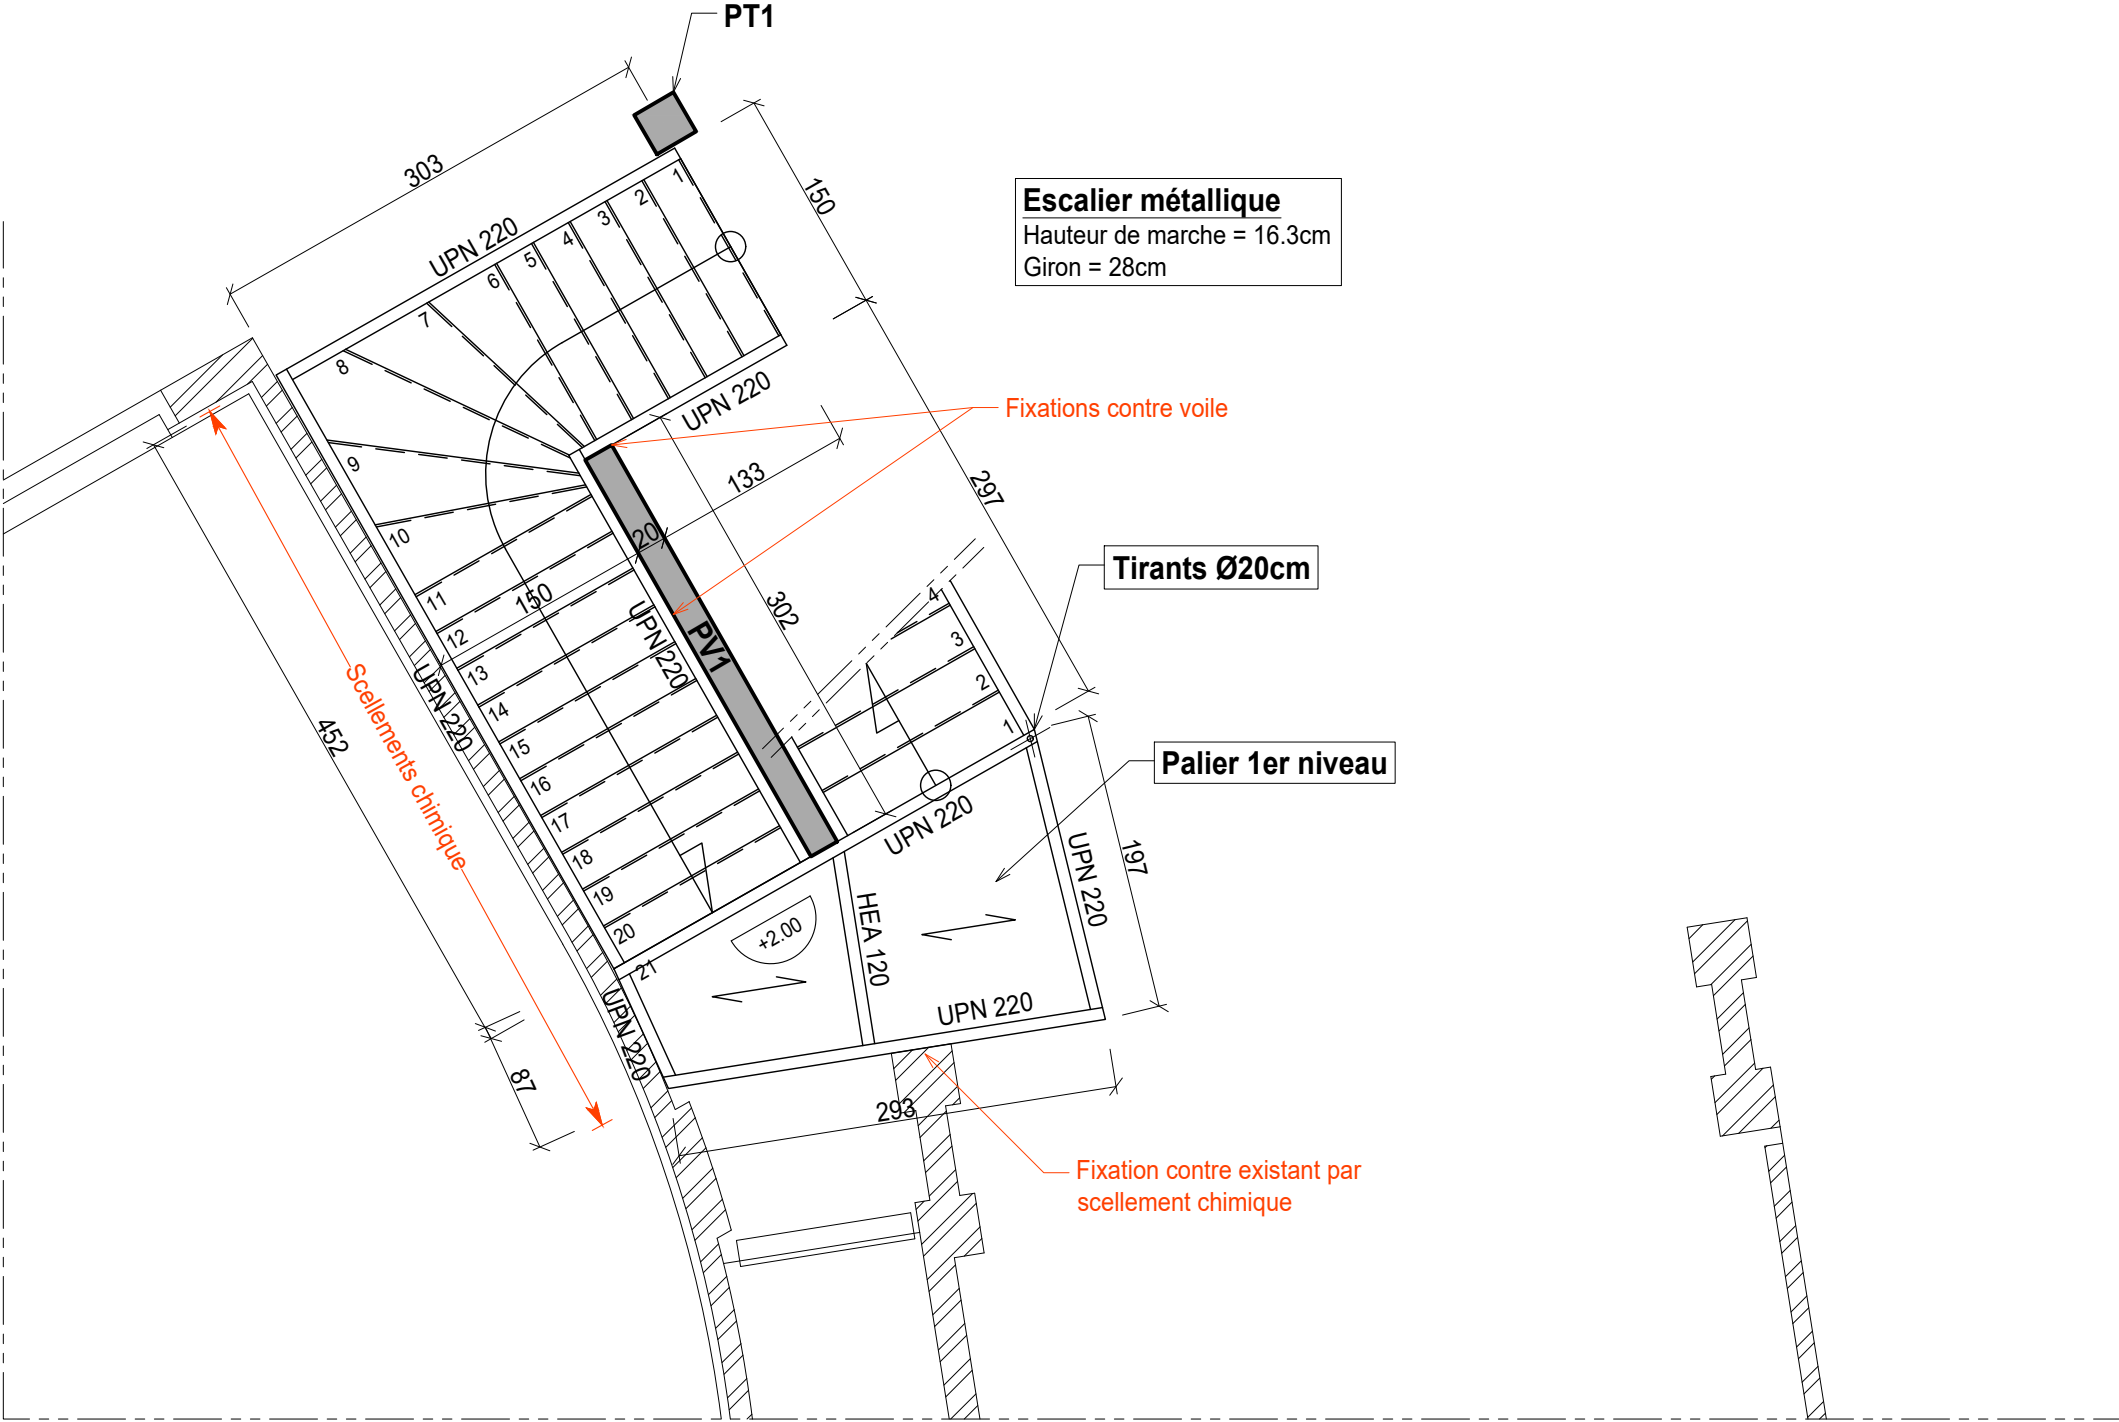 PT1
303
150
Escalier métallique
Hauteur de marche = 16.3cm
Giron = 28cm
UPN 220
1
2
3
4
5
6
7
8
9
10
11
12
13
14
15
16
17
18
19
20
21
UPN 220
Fixations contre voile
133
20
150
297
302
Tirants Ø20cm
PV1
UPN 220
UPN 220
452
Scellements chimique
4
3
2
1
Palier 1er niveau
UPN 220
UPN 220
197
HEA 120
+2.00
UPN 220
UPN 220
87
293
Fixation contre existant par
scellement chimique